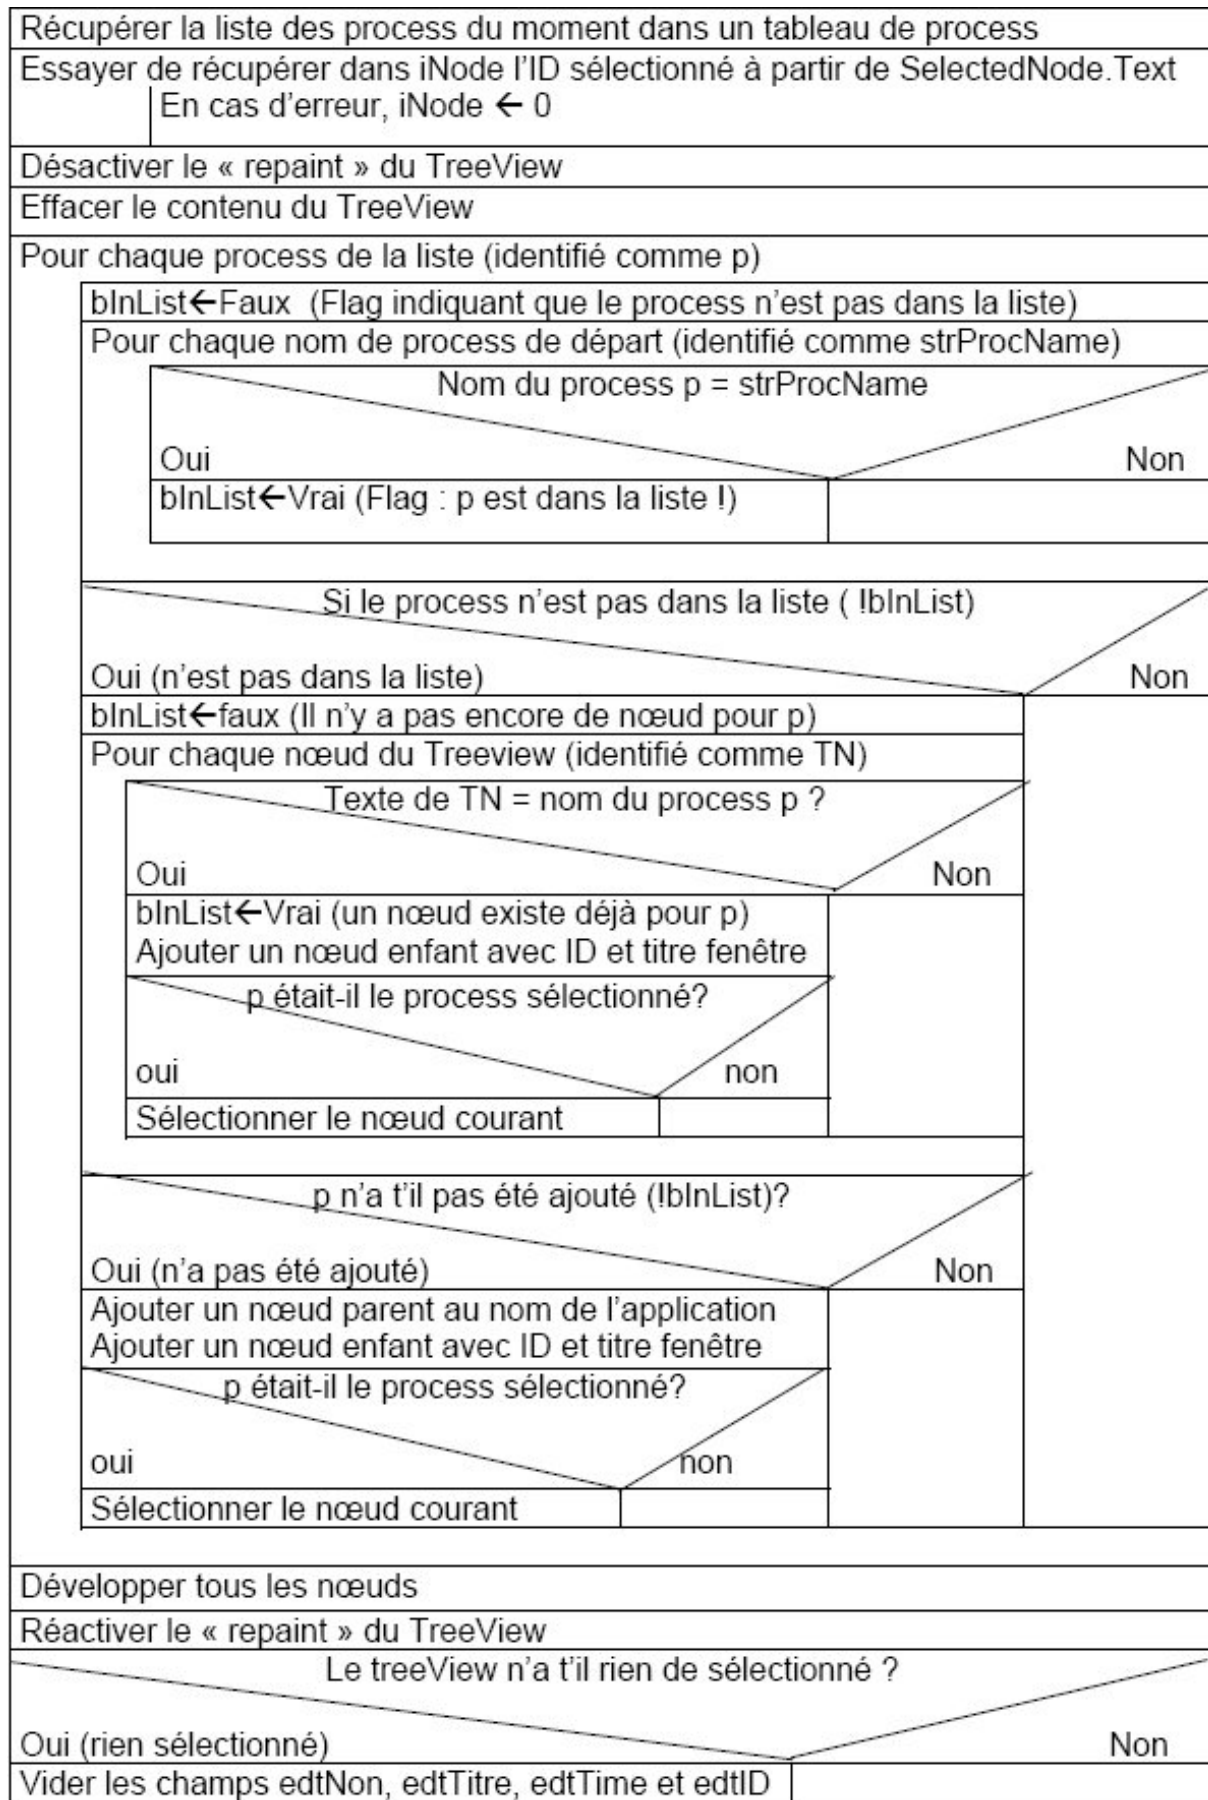 Récupérer la liste des process du moment dans un tableau de process
Essayer de récupérer dans iNode l'ID sélectionné à partir de SelectedNode.Text
En cas d'erreur, iNode ← 0
Désactiver le « repaint » du TreeView
Effacer le contenu du TreeView
Pour chaque process de la liste (identifié comme p)
bInList←Faux (Flag indiquant que le process n'est pas dans la liste)
Pour chaque nom de process de départ (identifié comme strProcName)
Nom du process p = strProcName
Oui Non
bInList←Vrai (Flag : p est dans la liste !)
Si le process n'est pas dans la liste ( !bInList)
Oui (n'est pas dans la liste) Non
bInList←faux (Il n'y a pas encore de nœud pour p)
Pour chaque nœud du Treeview (identifié comme TN)
Texte de TN = nom du process p ?
Oui Non
bInList←Vrai (un nœud existe déjà pour p)
Ajouter un nœud enfant avec ID et titre fenêtre
p était-il le process sélectionné?
oui non
Sélectionner le nœud courant
p n'a t'il pas été ajouté (!bInList)?
Oui (n'a pas été ajouté) Non
Ajouter un nœud parent au nom de l'application
Ajouter un nœud enfant avec ID et titre fenêtre
p était-il le process sélectionné?
oui non
Sélectionner le nœud courant
Développer tous les nœuds
Réactiver le « repaint » du TreeView
Le treeView n'a t'il rien de sélectionné ?
Oui (rien sélectionné) Non
Vider les champs edtNon, edtTitre, edtTime et edtID